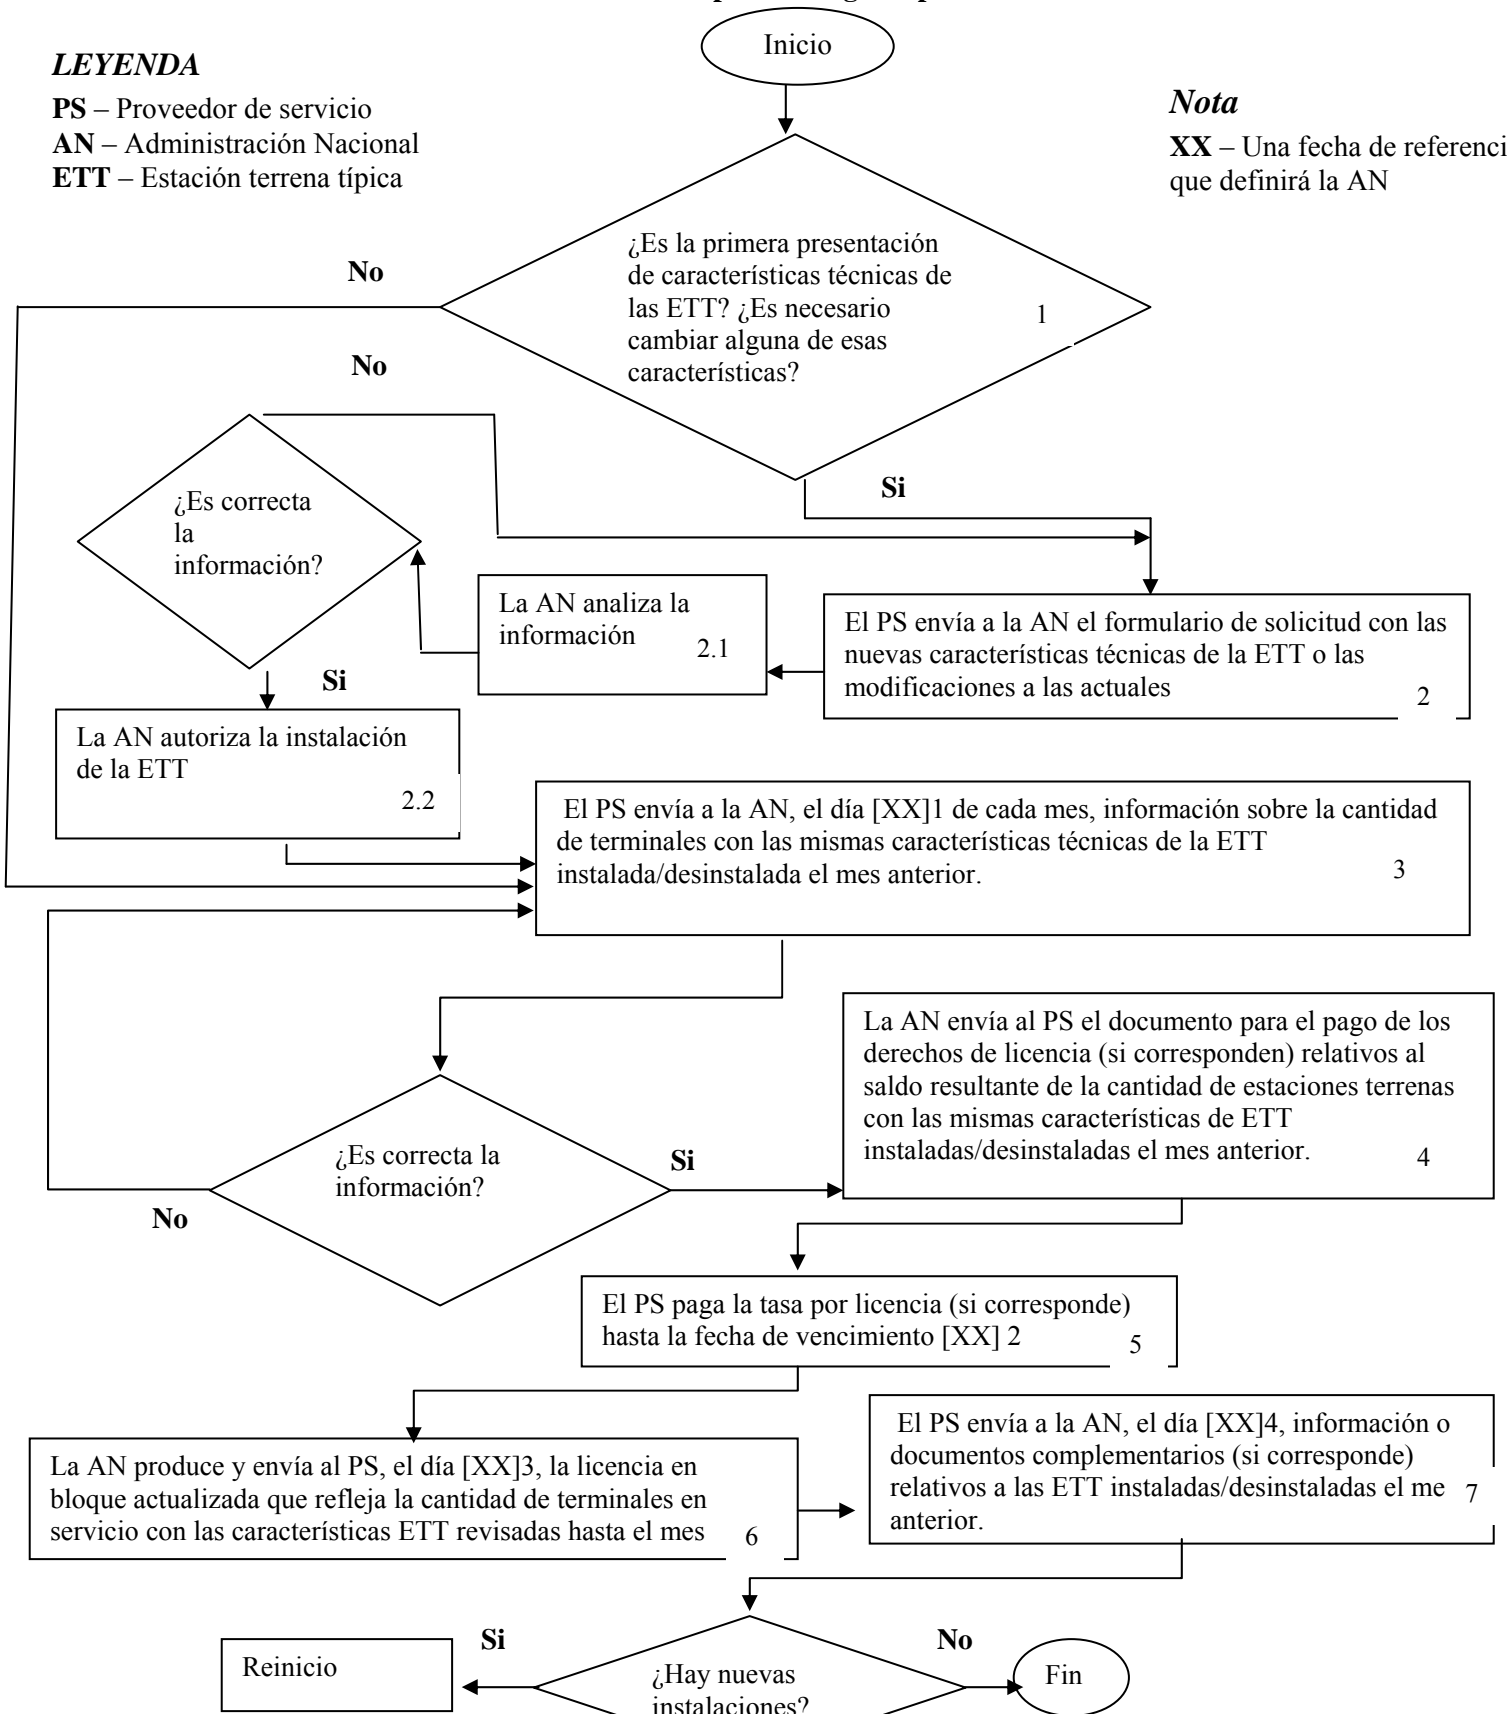 Inicio
LEYENDA
PS – Proveedor de servicio
AN – Administración Nacional
ETT – Estación terrena típica
Nota
XX – Una fecha de referenci
que definirá la AN
¿Es la primera presentación
de características técnicas de
las ETT? ¿Es necesario
cambiar alguna de esas
características?
1
No
No
Si
¿Es correcta
la
información?
La AN analiza la
información
2.1
El PS envía a la AN el formulario de solicitud con las
nuevas características técnicas de la ETT o las
modificaciones a las actuales
2
Si
La AN autoriza la instalación
de la ETT
2.2
El PS envía a la AN, el día [XX]1 de cada mes, información sobre la cantidad
de terminales con las mismas características técnicas de la ETT
instalada/desinstalada el mes anterior.
3
La AN envía al PS el documento para el pago de los
derechos de licencia (si corresponden) relativos al
saldo resultante de la cantidad de estaciones terrenas
con las mismas características de ETT
instaladas/desinstaladas el mes anterior.
4
¿Es correcta la
información?
Si
No
El PS paga la tasa por licencia (si corresponde)
hasta la fecha de vencimiento [XX] 2
5
La AN produce y envía al PS, el día [XX]3, la licencia en
bloque actualizada que refleja la cantidad de terminales en
servicio con las características ETT revisadas hasta el mes
6
El PS envía a la AN, el día [XX]4, información o
documentos complementarios (si corresponde)
relativos a las ETT instaladas/desinstaladas el me
anterior.
7
Si
No
Reinicio
¿Hay nuevas
instalaciones?
Fin